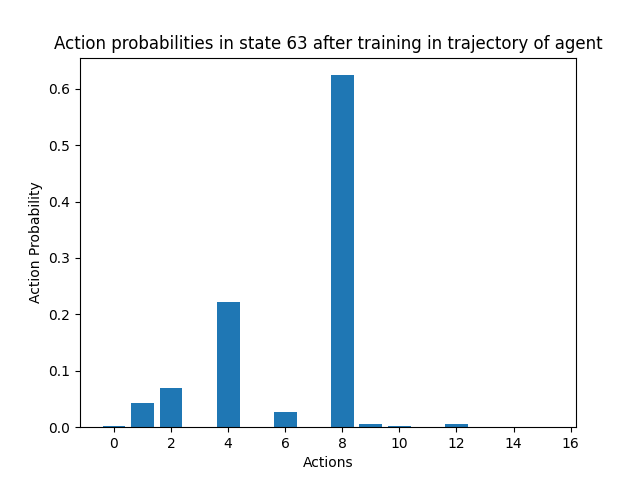 Action probabilities in state 63 after training in trajectory of agent
0.6
0.5
0.4
0.3
0.2
0.1
0.0
Action Probability
0 2 4 6 8 10 12 14 16
Actions